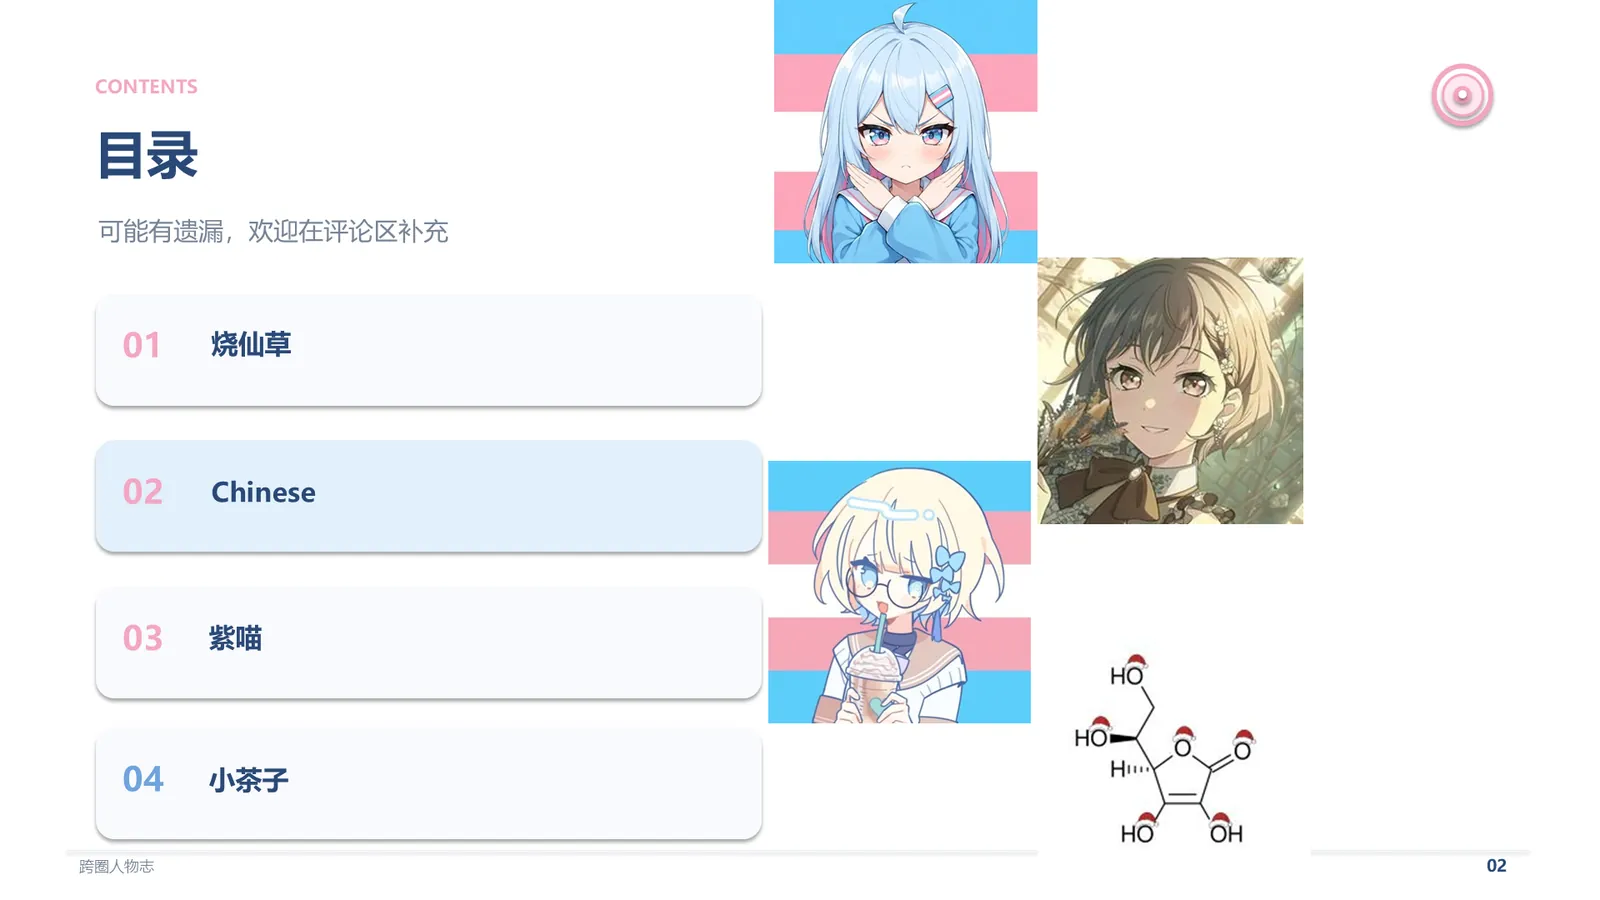 CONTENTS
目录
可能有遗漏，欢迎在评论区补充
01 烧仙草
02 Chinese
03 紫喵
04 小茶子
HO
HO
O
O
H
HO
OH
跨圈人物志
02